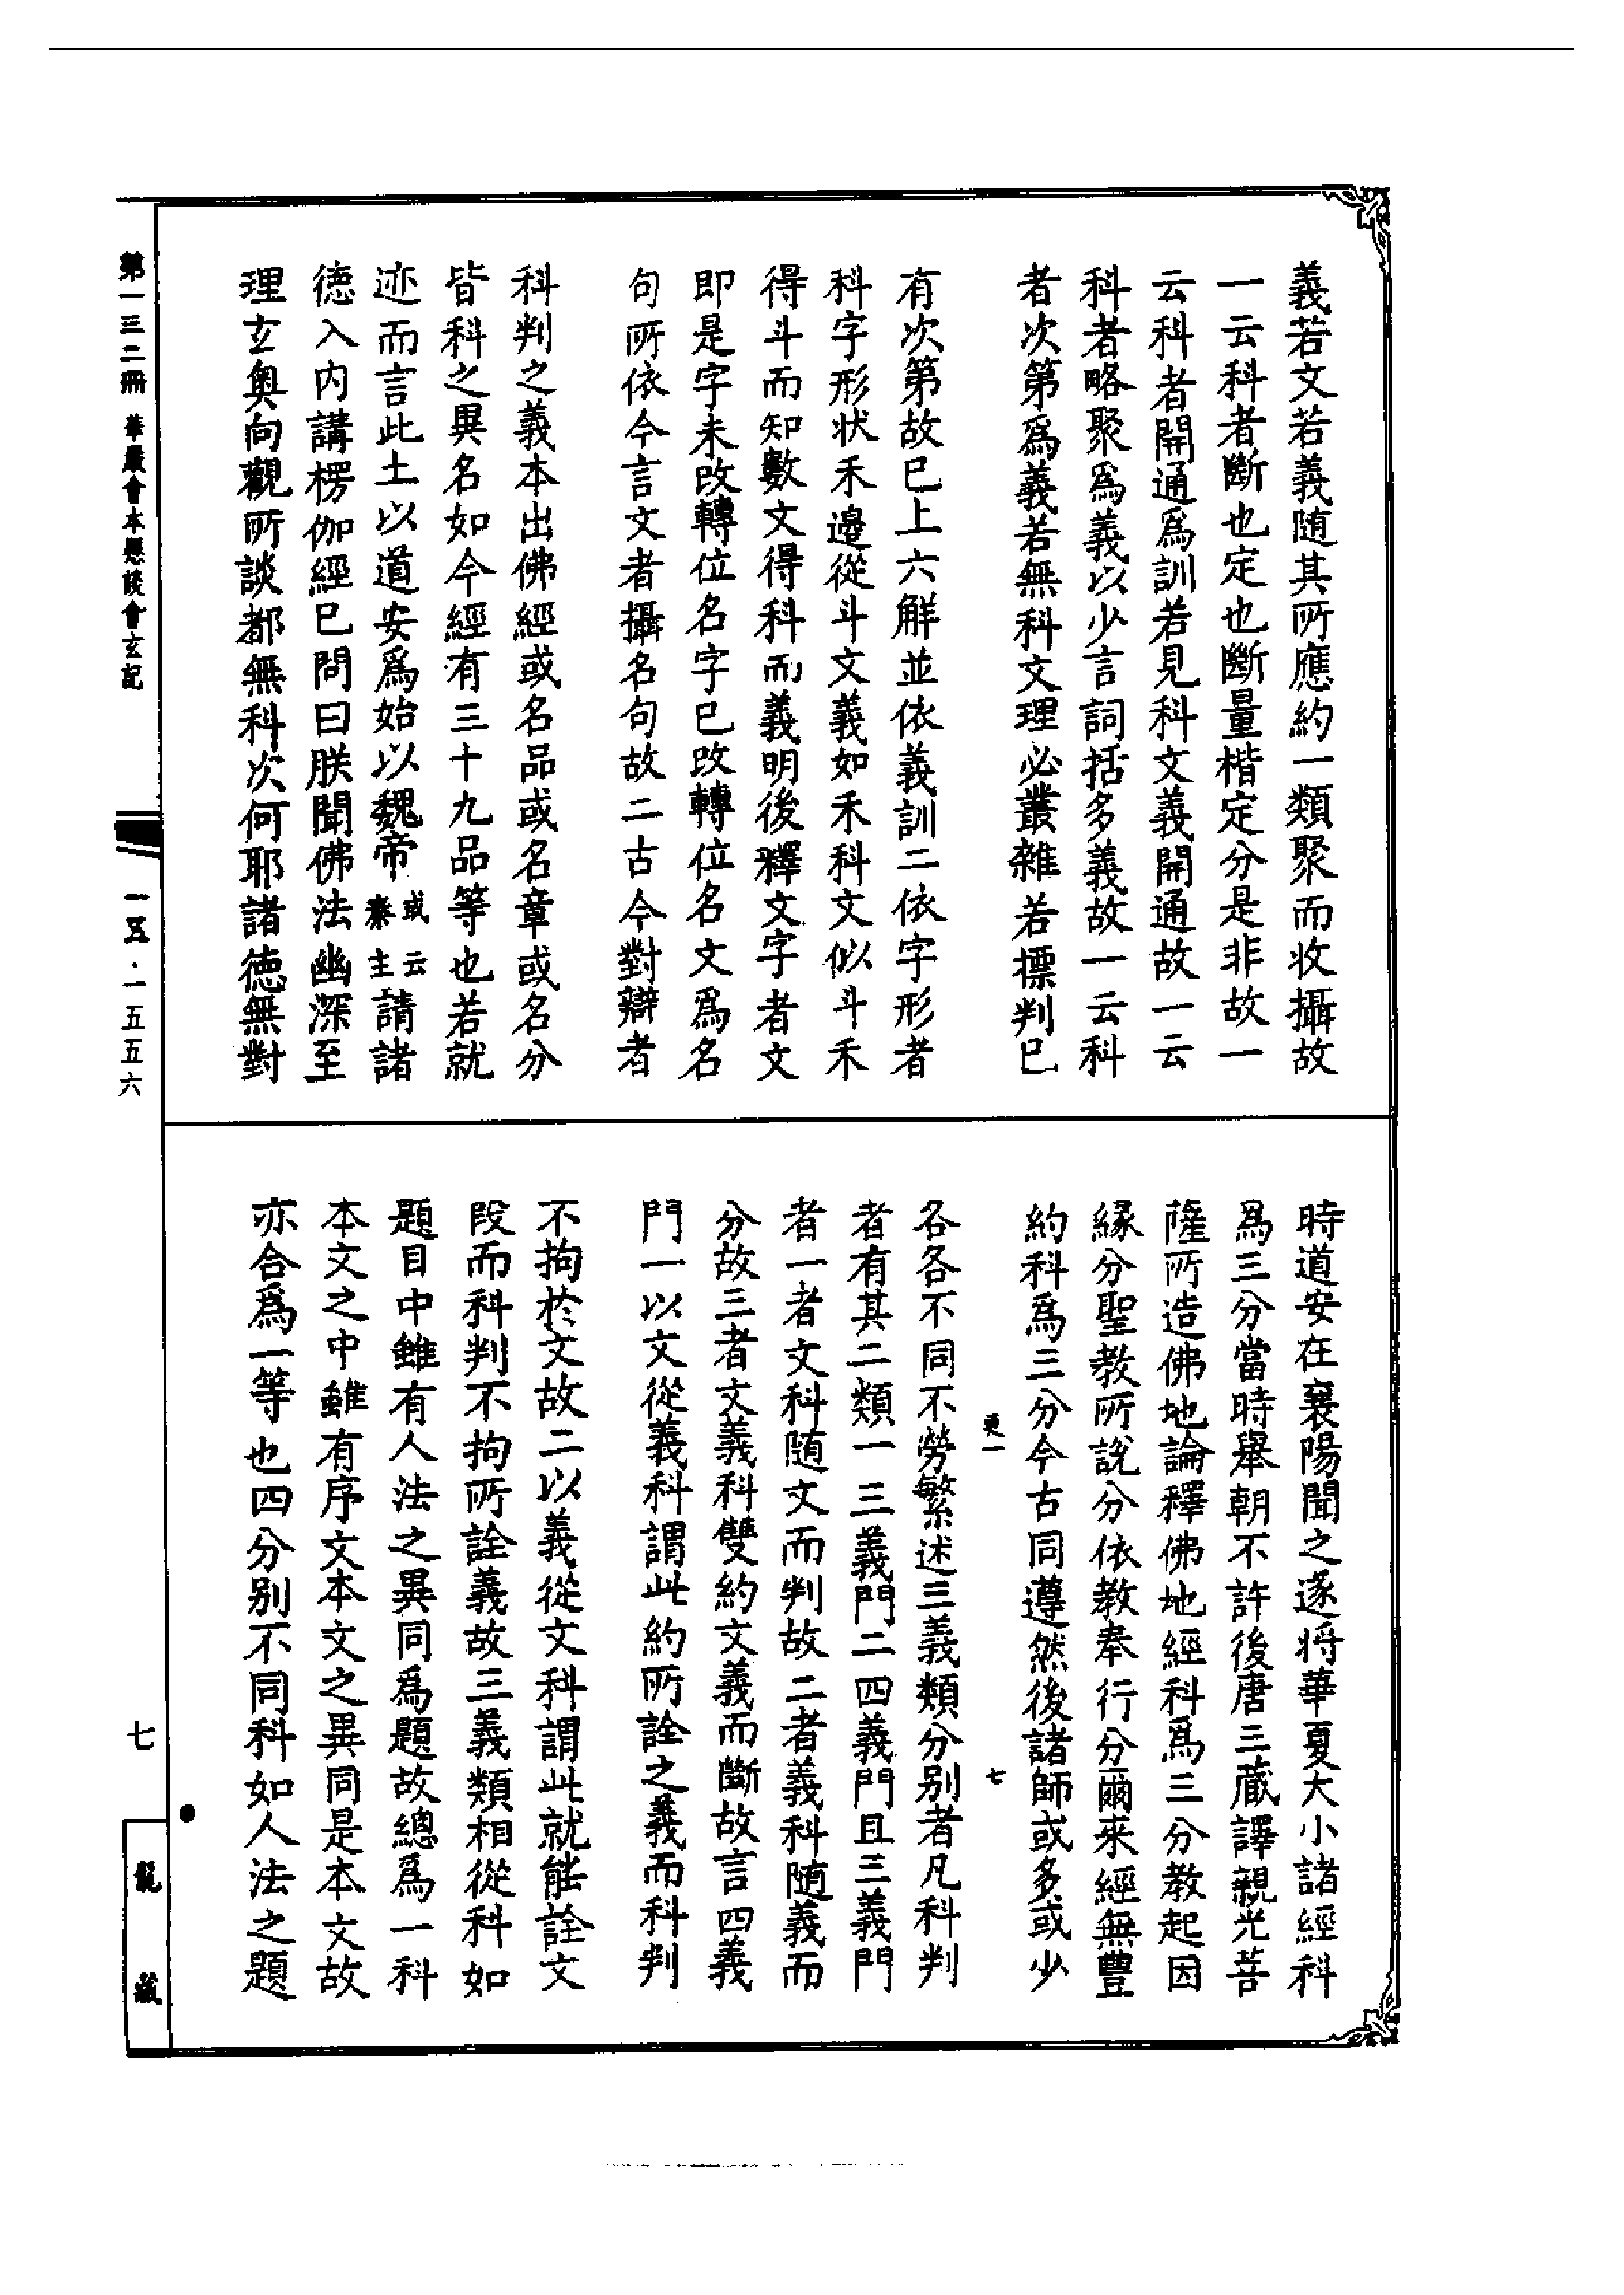 義若文若義随其所應約一類聚而收攝故
一云科者斷也定也斷量楷定分是非故一
云科者開通爲訓若見科文義開通故一云
科者略聚爲義以少言詞括多義故一云科
者次第爲義若無科文理必叢雜若摽判已
有次第故已上六解並依義訓二依字形者
科字形狀禾邊從斗文義如禾科文似斗禾
得斗而知數文得科而義明後釋文字者文
即是字未改轉位名字已改轉位名文爲名
句所依今言文者攝名句故二古今對辯者
科判之義本出佛經或名品或名章或名分
皆科之異名如今經有三十九品等也若就
迹而言此土以道安爲始以魏帝或云秦主請諸
德入内講楞伽經已問曰朕聞佛法幽深至
理玄奥向觀所談都無科次何耶諸徳無對
時道安在襄陽聞之遂将華夏大小諸經科
爲三分當時舉朝不許後唐三藏譯親光菩
薩所造佛地論釋佛地經科爲三分教起因
緣分聖教所說分依教奉行分爾來經無豐
約科爲三分今古同遵然後諸師或多或少
各各不同不勞繁述三義類分别者凡科判
者有其二類一三義門二四義門且三義門
者一者文科随文而判故二者義科随義而
分故三者文義科雙約文義而斷故言四義
門一以文從義科謂此約所詮之義而科判
不拘於文故二以義從文科謂此就能詮文
段而科判不拘所詮義故三義類相從科如
題目中雖有人法之異同爲題故總爲一科
本文之中雖有序文本文之異同是本文故
亦合爲一等也四分别不同科如人法之題
七
第一三二冊 華嚴會本懸談會玄記
一五五·一五五六
七
龍藏